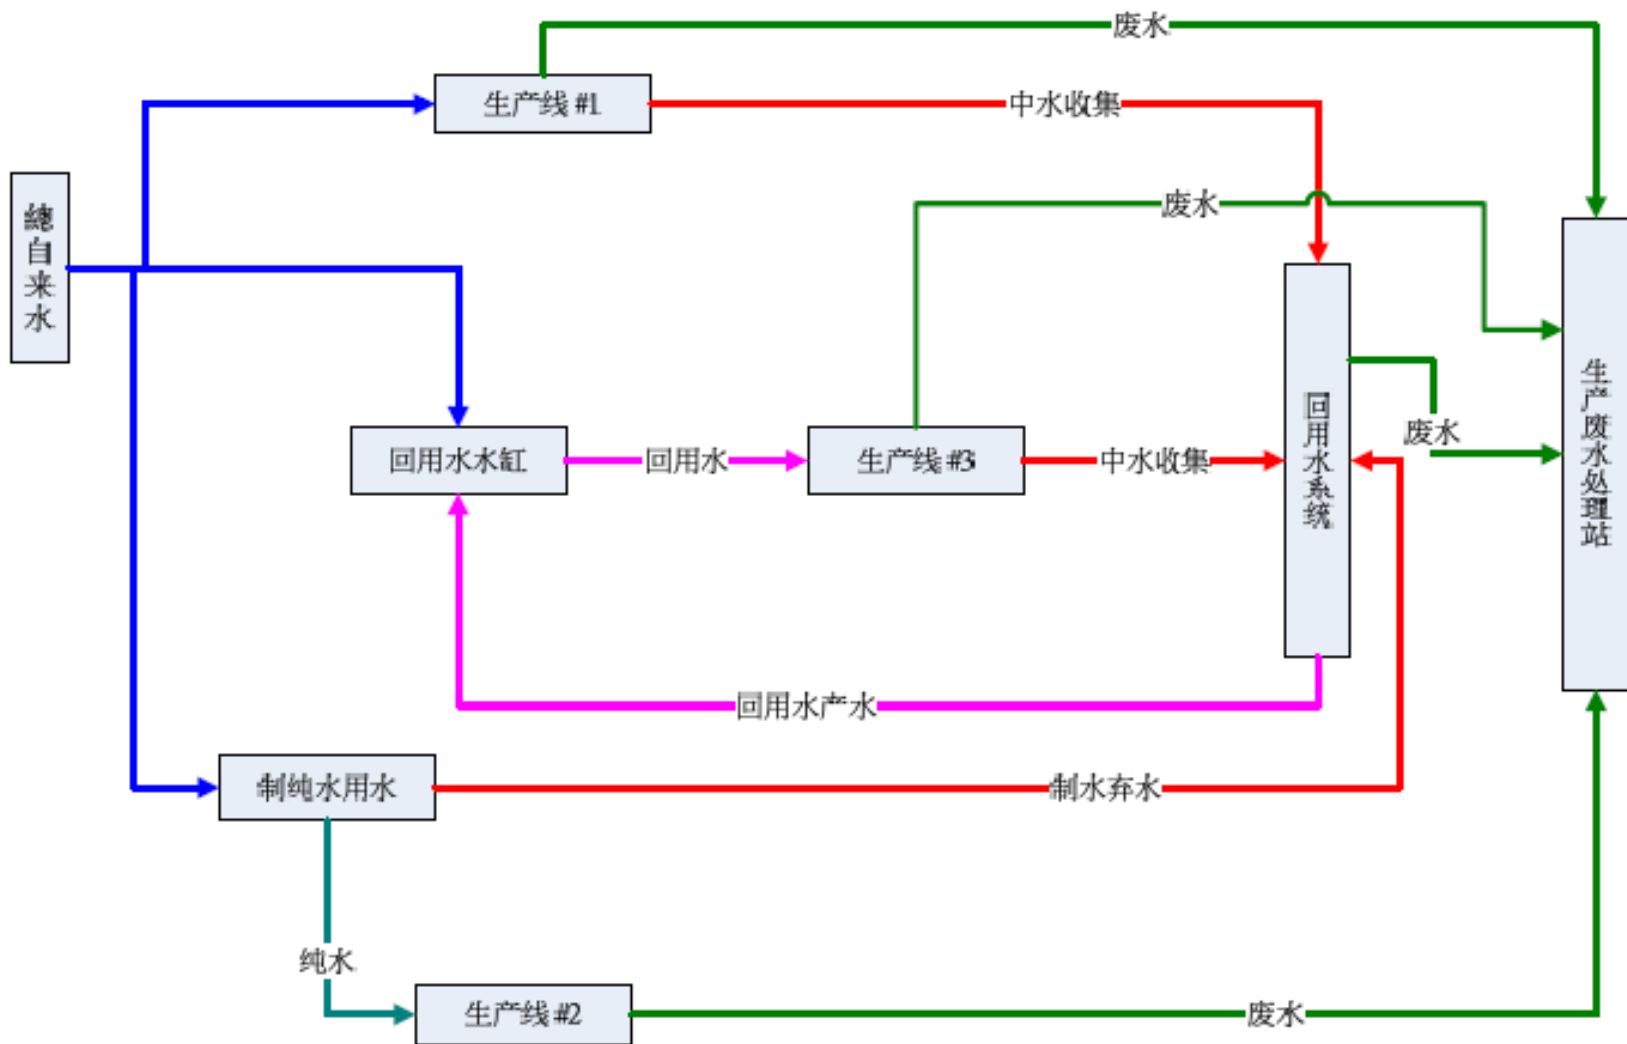 废水
生产线 #1
中水收集
總自来水
废水
回用水水缸
回用水
生产线 #3
中水收集
回用水系统
废水
生产废水处理站
回用水产水
制纯水用水
制水弃水
纯水
生产线 #2
废水